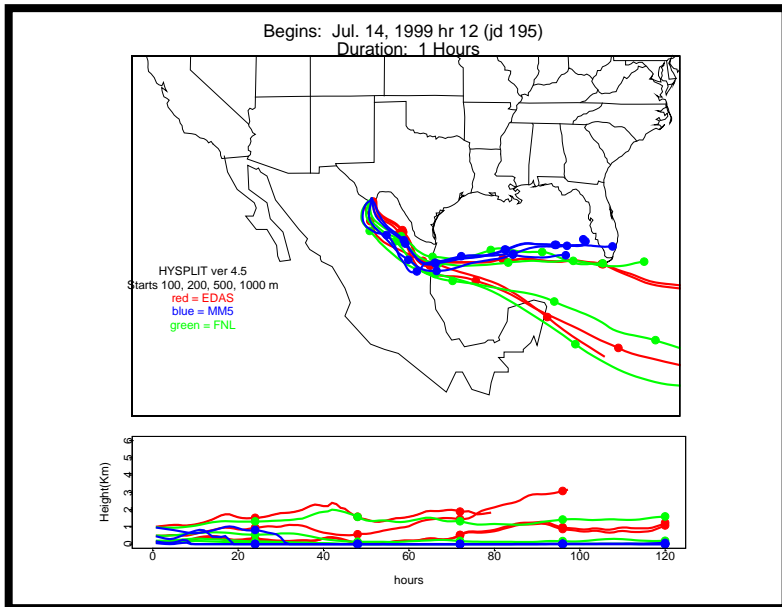 Begins: Jul. 14, 1999 hr 12 (jd 195)
Duration: 1 Hours
HYSPLIT ver 4.5
Starts 100, 200, 500, 1000 m
red = EDAS
blue = MM5
green = FNL
Height(Km)
0 1 2 3 4 5 6
0 20 40 60 80 100 120
hours